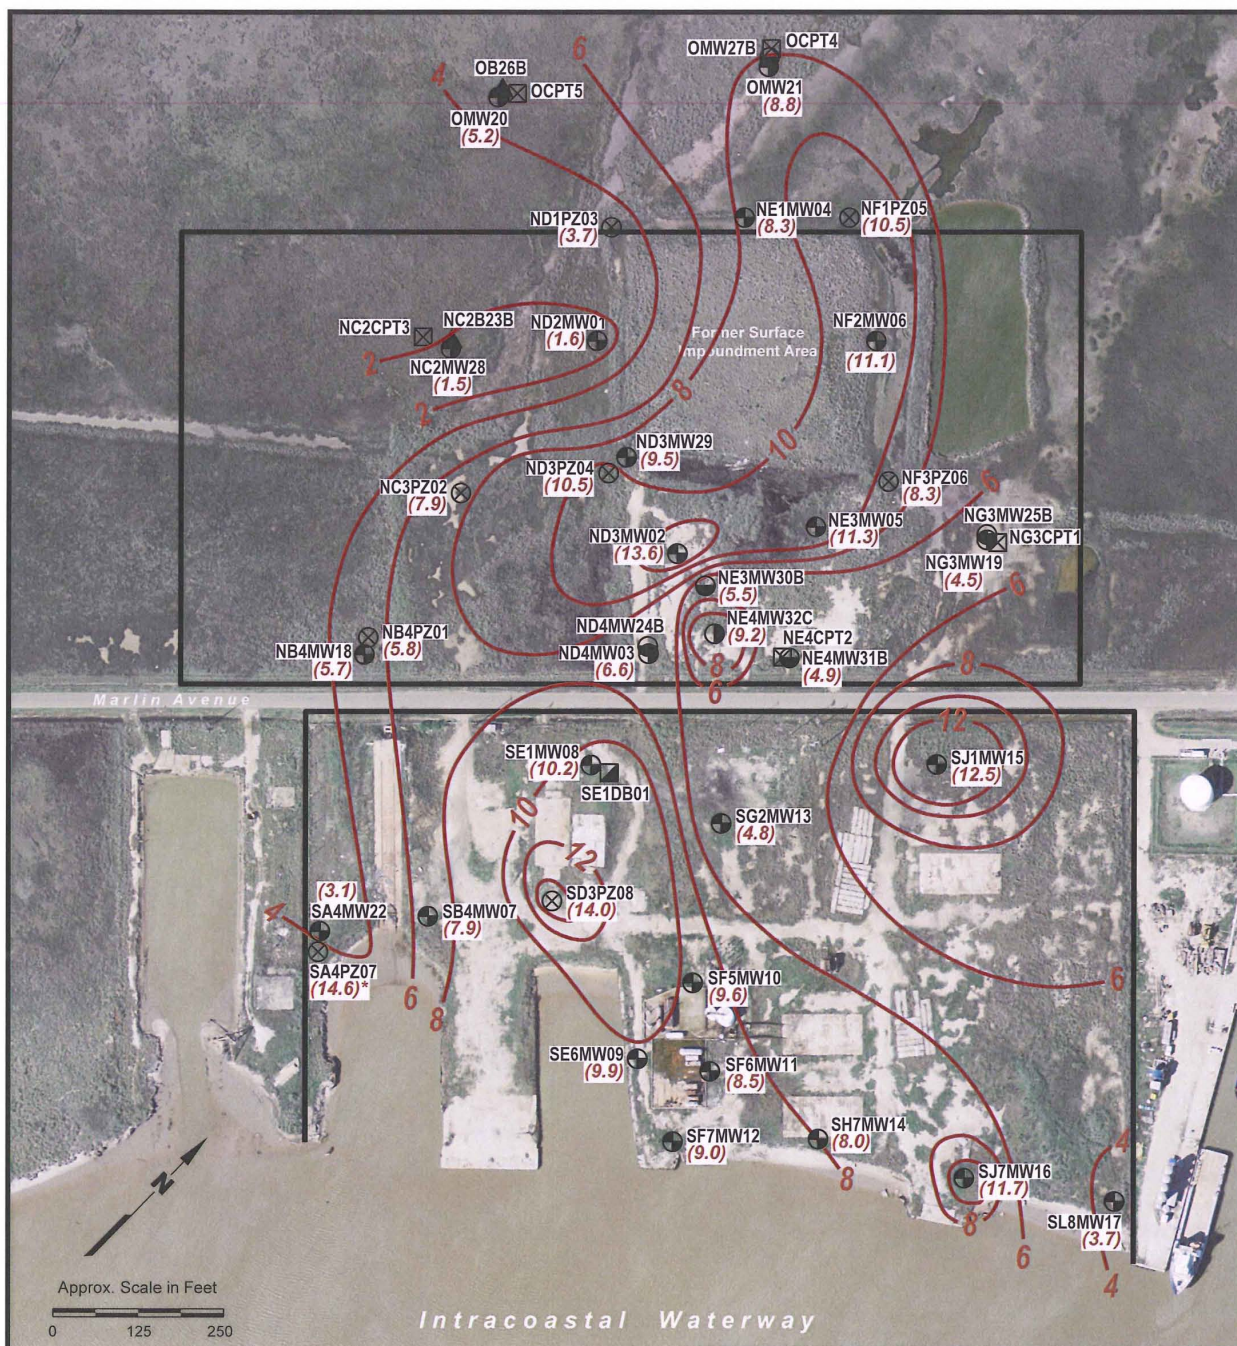 OMW27B
OCPT4
OMW21
(8.8)
6
4
OB26B
OCPT5
OMW20
(5.2)
ND1PZ03
(3.7)
NE1MW04
(8.3)
NF1PZ05
(10.5)
NC2CPT3
NC2B23B
ND2MW01
(1.6)
NC2MW28
(1.5)
2
2
Former Surface
Impoundment Area
NF2MW06
(11.1)
8
10
ND3MW29
(9.5)
ND3PZ04
(10.5)
NC3PZ02
(7.9)
NF3PZ06
(8.3)
6
NE3MW05
(11.3)
NG3MW25B
NG3CPT1
NG3MW19
(4.5)
ND3MW02
(13.6)
NE3MW30B
(5.5)
6
NE4MW32C
(9.2)
ND4MW24B
ND4MW03
(6.6)
NE4CPT2
NE4MW31B
(4.9)
8
6
NB4PZ01
(5.8)
NB4MW18
(5.7)
8
Marlin Avenue
12
SJ1MW15
(12.5)
SE1MW08
(10.2)
SE1DB01
10
SG2MW13
(4.8)
12
SD3PZ08
(14.0)
(3.1)
SA4MW22
4
SB4MW07
(7.9)
SA4PZ07
(14.6)*
6
8
SF5MW10
(9.6)
6
SE6MW09
(9.9)
SF6MW11
(8.5)
SF7MW12
(9.0)
SH7MW14
(8.0)
8
SJ7MW16
(11.7)
8
6
4
SL8MW17
(3.7)
4
N
Approx. Scale in Feet
0 125 250
Intracoastal Waterway